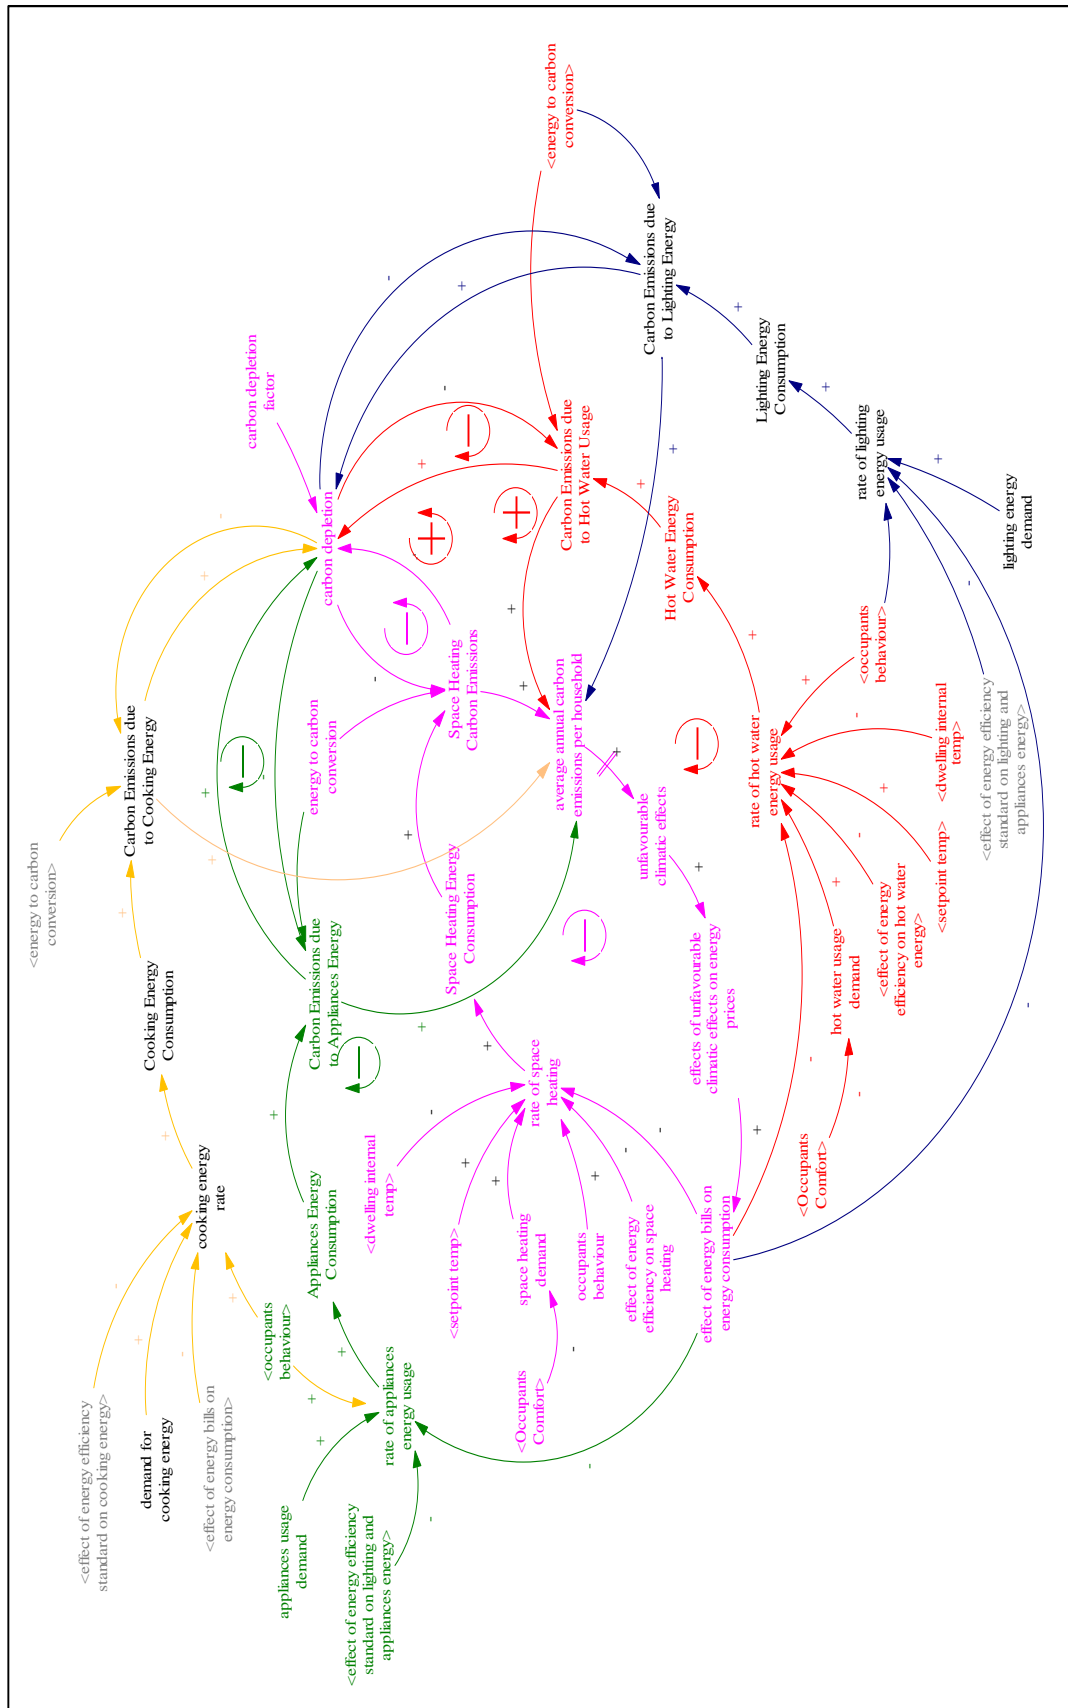 <effect of energy efficiency
standard on cooking energy>
<energy to carbon
conversion>
demand for
cooking energy
Cooking Energy
Consumption
Carbon Emissions due
to Cooking Energy
<effect of energy bills on
energy consumption>
cooking energy
rate
carbon depletion
factor
<occupants
behaviour>
appliances usage
demand
Appliances Energy
Consumption
Carbon Emissions due
to Appliances Energy
energy to carbon
conversion
carbon depletion
<effect of energy efficiency
standard on lighting and
appliances energy>
rate of appliances
energy usage
<dwelling internal
temp>
<setpoint temp>
Space Heating Energy
Consumption
Space Heating
Carbon Emissions
<Occupants
Comfort>
space heating
demand
rate of space
heating
occupants
behaviour
average annual carbon
emissions per household
Carbon Emissions due
to Hot Water Usage
<energy to carbon
conversion>
effect of energy
efficiency on space
heating
unfavourable
climatic effects
Carbon Emissions due
to Lighting Energy
Hot Water Energy
Consumption
effect of energy bills on
energy consumption
effects of unfavourable
climatic effects on energy
prices
rate of hot water
energy usage
Lighting Energy
Consumption
<Occupants
Comfort>
hot water usage
demand
<occupants
behaviour>
rate of lighting
energy usage
<effect of energy
efficiency on hot water
energy>
<setpoint temp>
<dwelling internal
temp>
<effect of energy efficiency
standard on lighting and
appliances energy>
lighting energy
demand